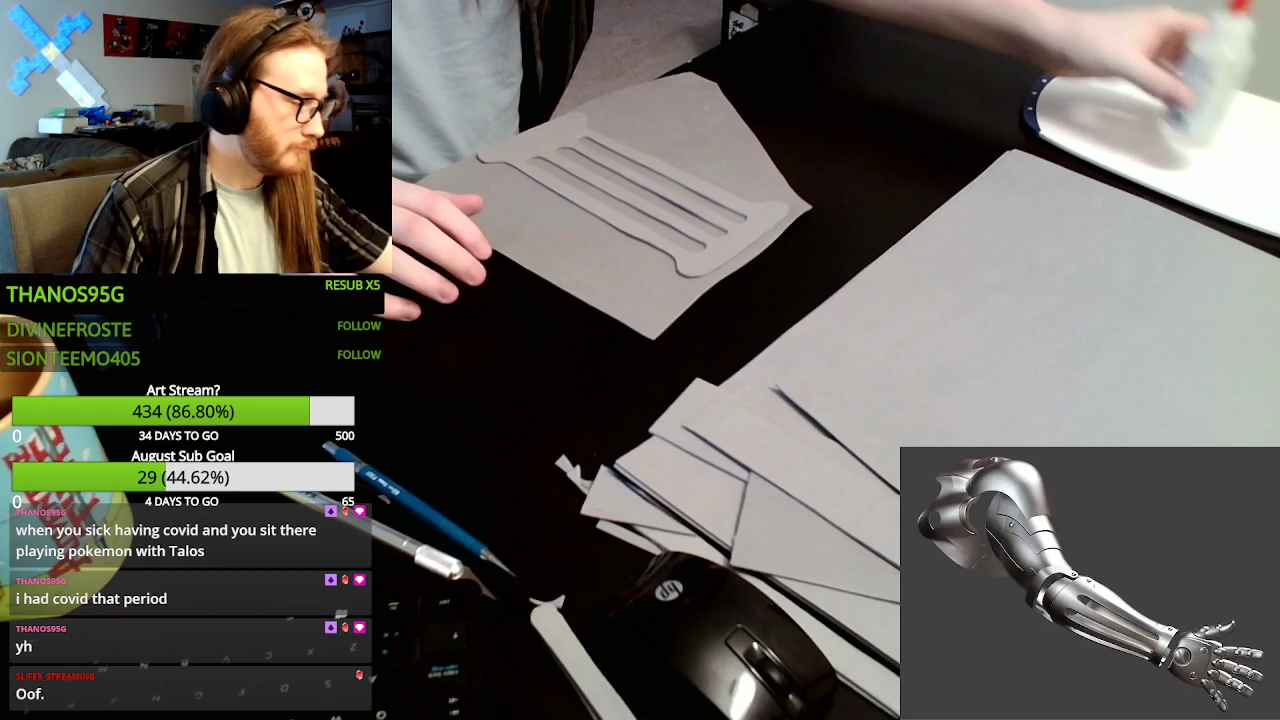 THANOS95G RESUB X5
DIVINEFROSTE FOLLOW
SIONTEEMO405 FOLLOW
Art Stream?
434 (86.80%)
0 34 DAYS TO GO 500
August Sub Goal
29 (44.62%)
0 4 DAYS TO GO 65
THANOS95G
when you sick having covid and you sit there
playing pokemon with Talos
THANOS95G
i had covid that period
THANOS95G
yh
SLIFER_STREAMING
Oof.
hp